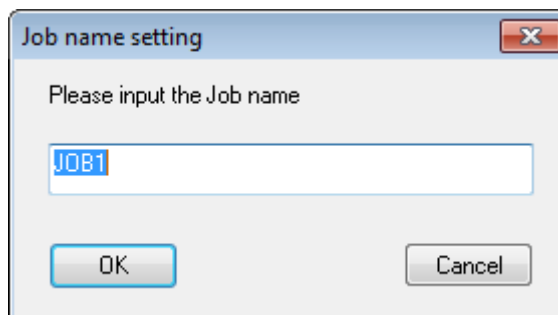 Job name setting
Please input the Job name
JOB1
OK
Cancel